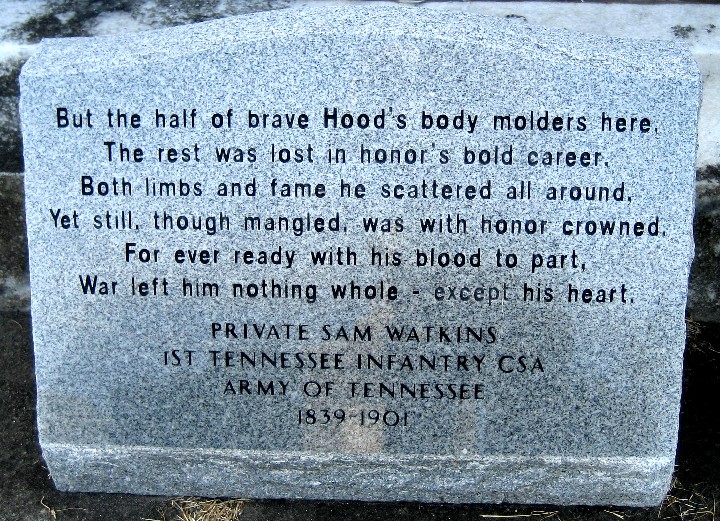 But the half of brave Hood's body molders here,
The rest was lost in honor's bold career.
Both limbs and fame he scattered all around,
Yet still, though mangled, was with honor crowned.
For ever ready with his blood to part,
War left him nothing whole - except his heart.
PRIVATE SAM WATKINS
1ST TENNESSEE INFANTRY CSA
ARMY OF TENNESSEE
1839-1901